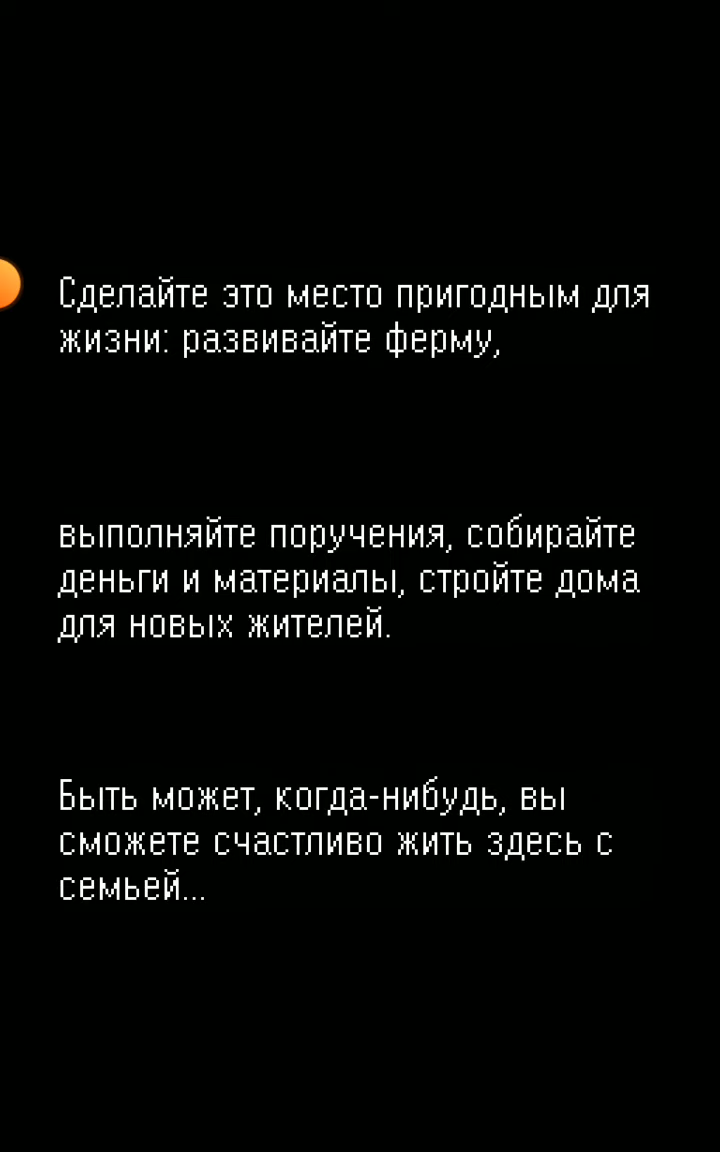 Сделайте это место пригодным для
жизни: развивайте ферму,
выполняйте поручения, собирайте
деньги и материалы, стройте дома
для новых жителей.
Быть может, когда-нибудь, вы
сможете счастливо жить здесь с
семьей...